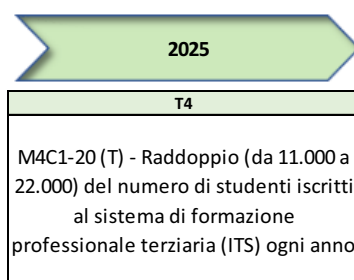 2025
T4
M4C1-20 (T) - Raddoppio (da 11.000 a
22.000) del numero di studenti iscritti
al sistema di formazione
professionale terziaria (ITS) ogni anno